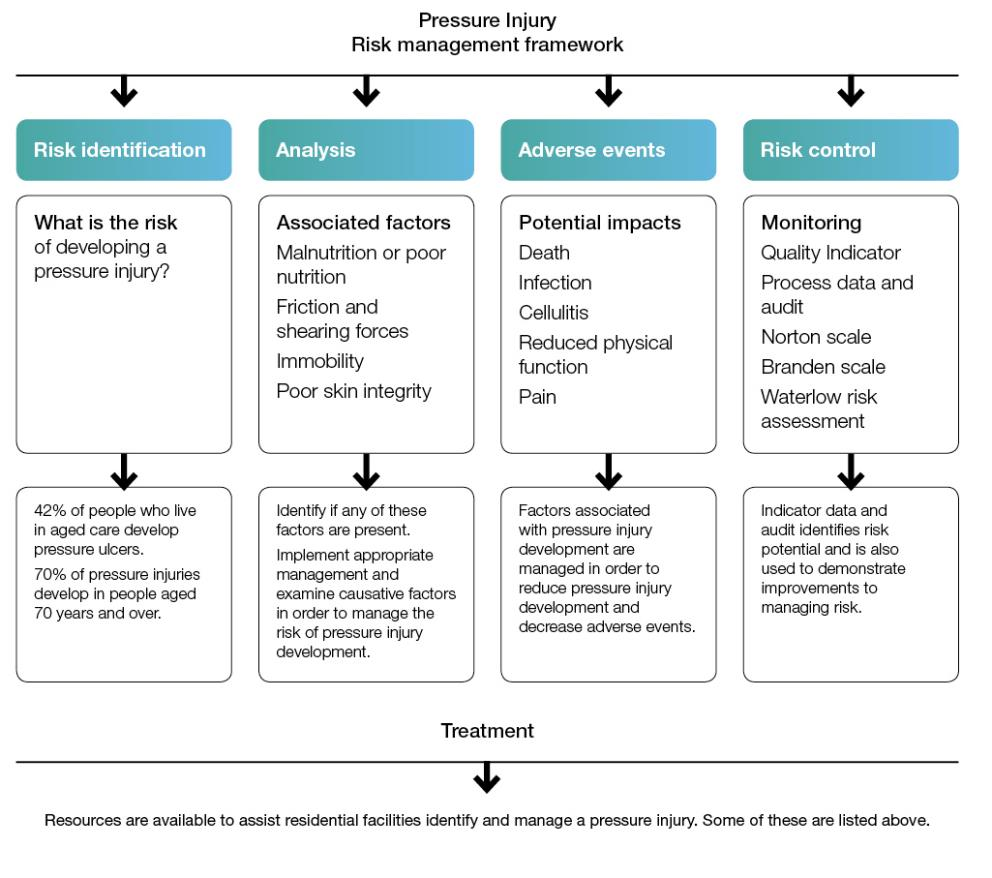 Pressure Injury
Risk management framework
Risk identification
What is the risk
of developing a
pressure injury?
42% of people who live
in aged care develop
pressure ulcers.
70% of pressure injuries
develop in people aged
70 years and over.
Analysis
Associated factors
Malnutrition or poor
nutrition
Friction and
shearing forces
Immobility
Poor skin integrity
Identify if any of these
factors are present.
Implement appropriate
management and
examine causative factors
in order to manage the
risk of pressure injury
development.
Adverse events
Potential impacts
Death
Infection
Cellulitis
Reduced physical
function
Pain
Factors associated
with pressure injury
development are
managed in order to
reduce pressure injury
development and
decrease adverse events.
Risk control
Monitoring
Quality Indicator
Process data and
audit
Norton scale
Branden scale
Waterlow risk
assessment
Indicator data and
audit identifies risk
potential and is also
used to demonstrate
improvements to
managing risk.
Treatment
Resources are available to assist residential facilities identify and manage a pressure injury. Some of these are listed above.